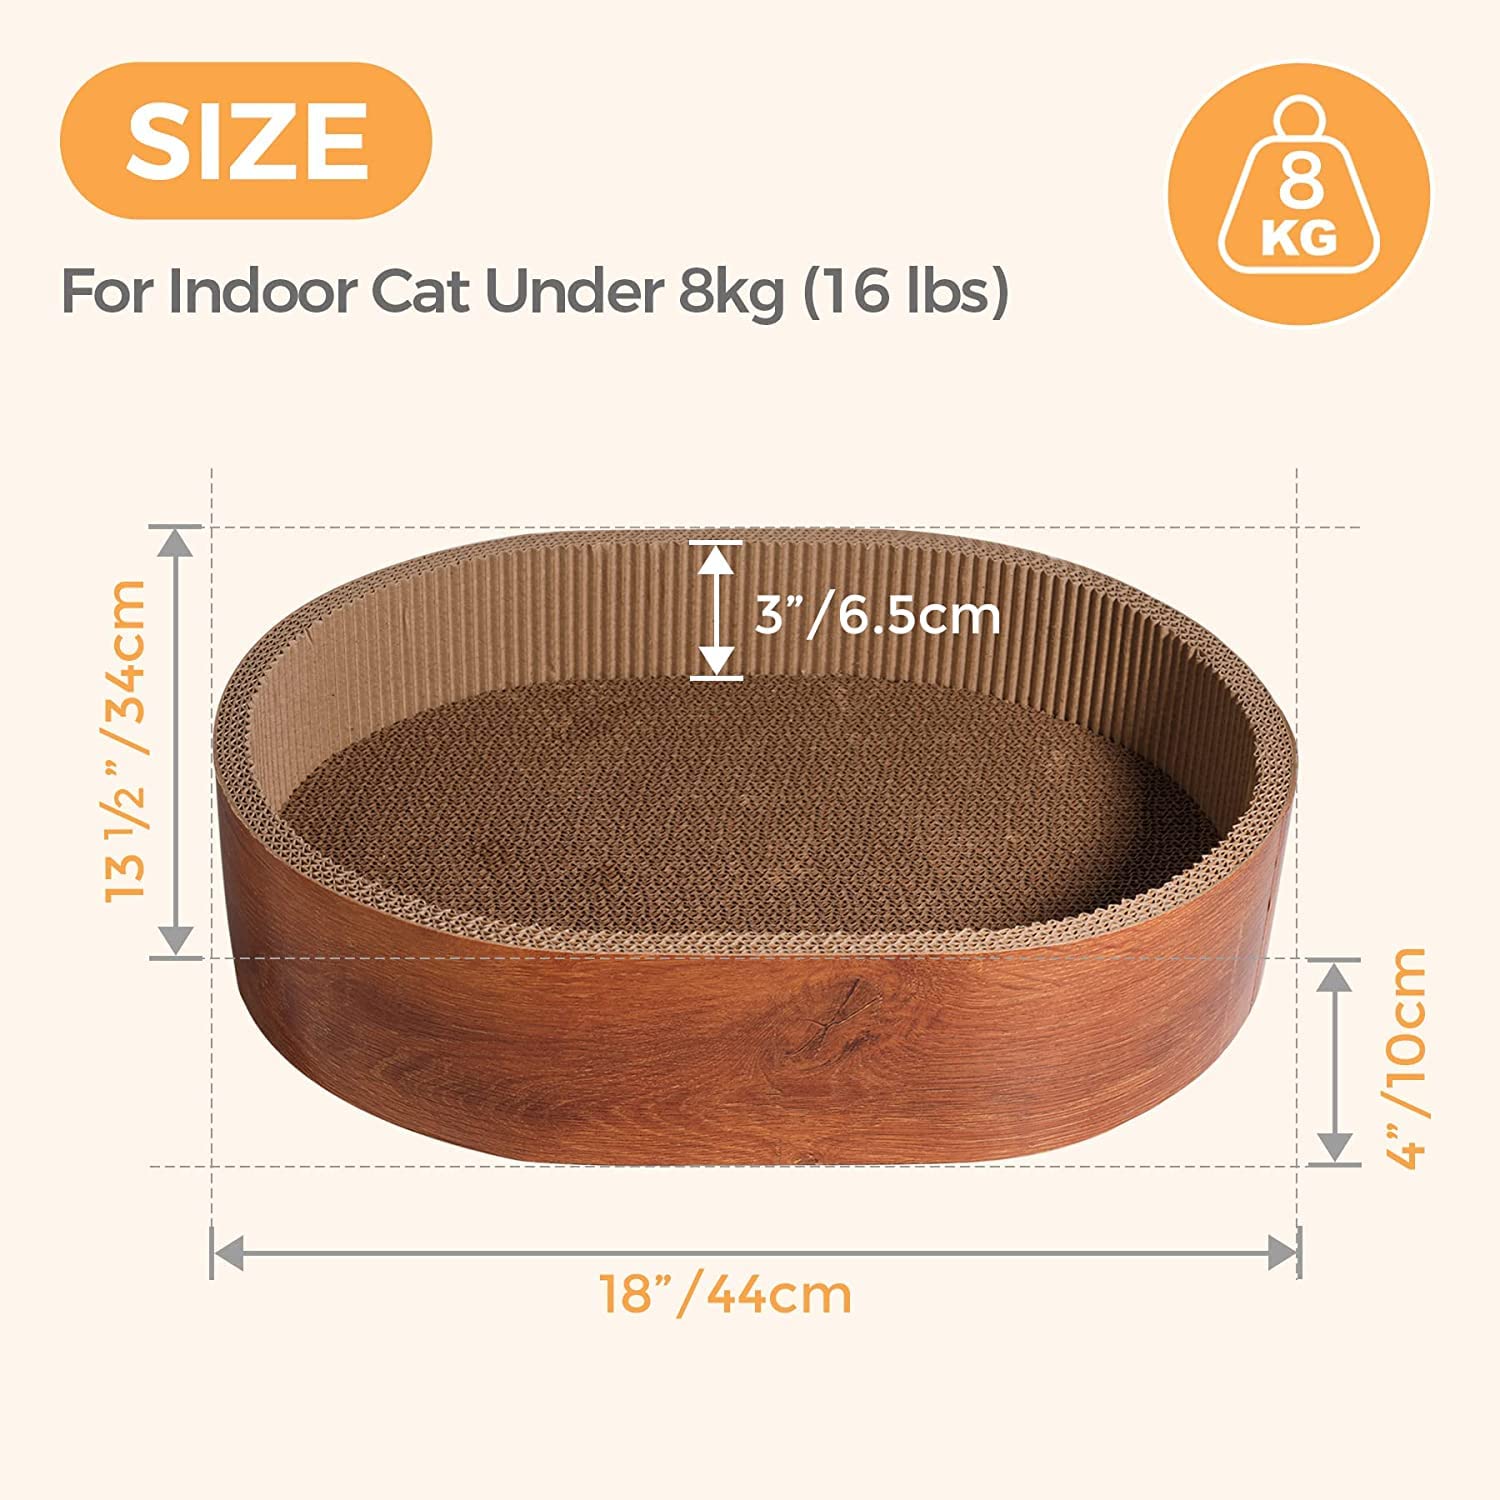 SIZE
8
KG
For Indoor Cat Under 8kg (16 lbs)
3”/6.5cm
13 ½”/34cm
4”/10cm
18”/44cm